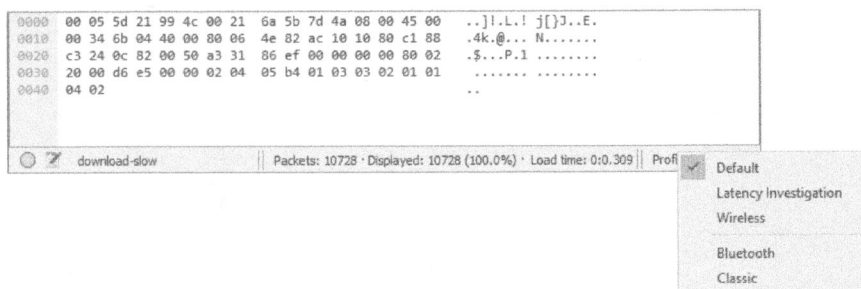 0000 00 05 5d 21 99 4c 00 21 6a 5b 7d 4a 08 00 45 00 ..]!.L.! j[}J..E.
0010 00 34 6b 04 40 00 80 06 4e 82 ac 10 10 80 c1 88 .4k.@... N.......
0020 c3 24 0c 82 00 50 a3 31 86 ef 00 00 00 00 80 02 .$...P.1 ........
0030 20 00 d6 e5 00 00 02 04 05 b4 01 03 03 02 01 01 ....... ........
0040 04 02 ..
download-slow Packets: 10728 · Displayed: 10728 (100.0%) · Load time: 0:0.309 Profi
Default
Latency Investigation
Wireless
Bluetooth
Classic